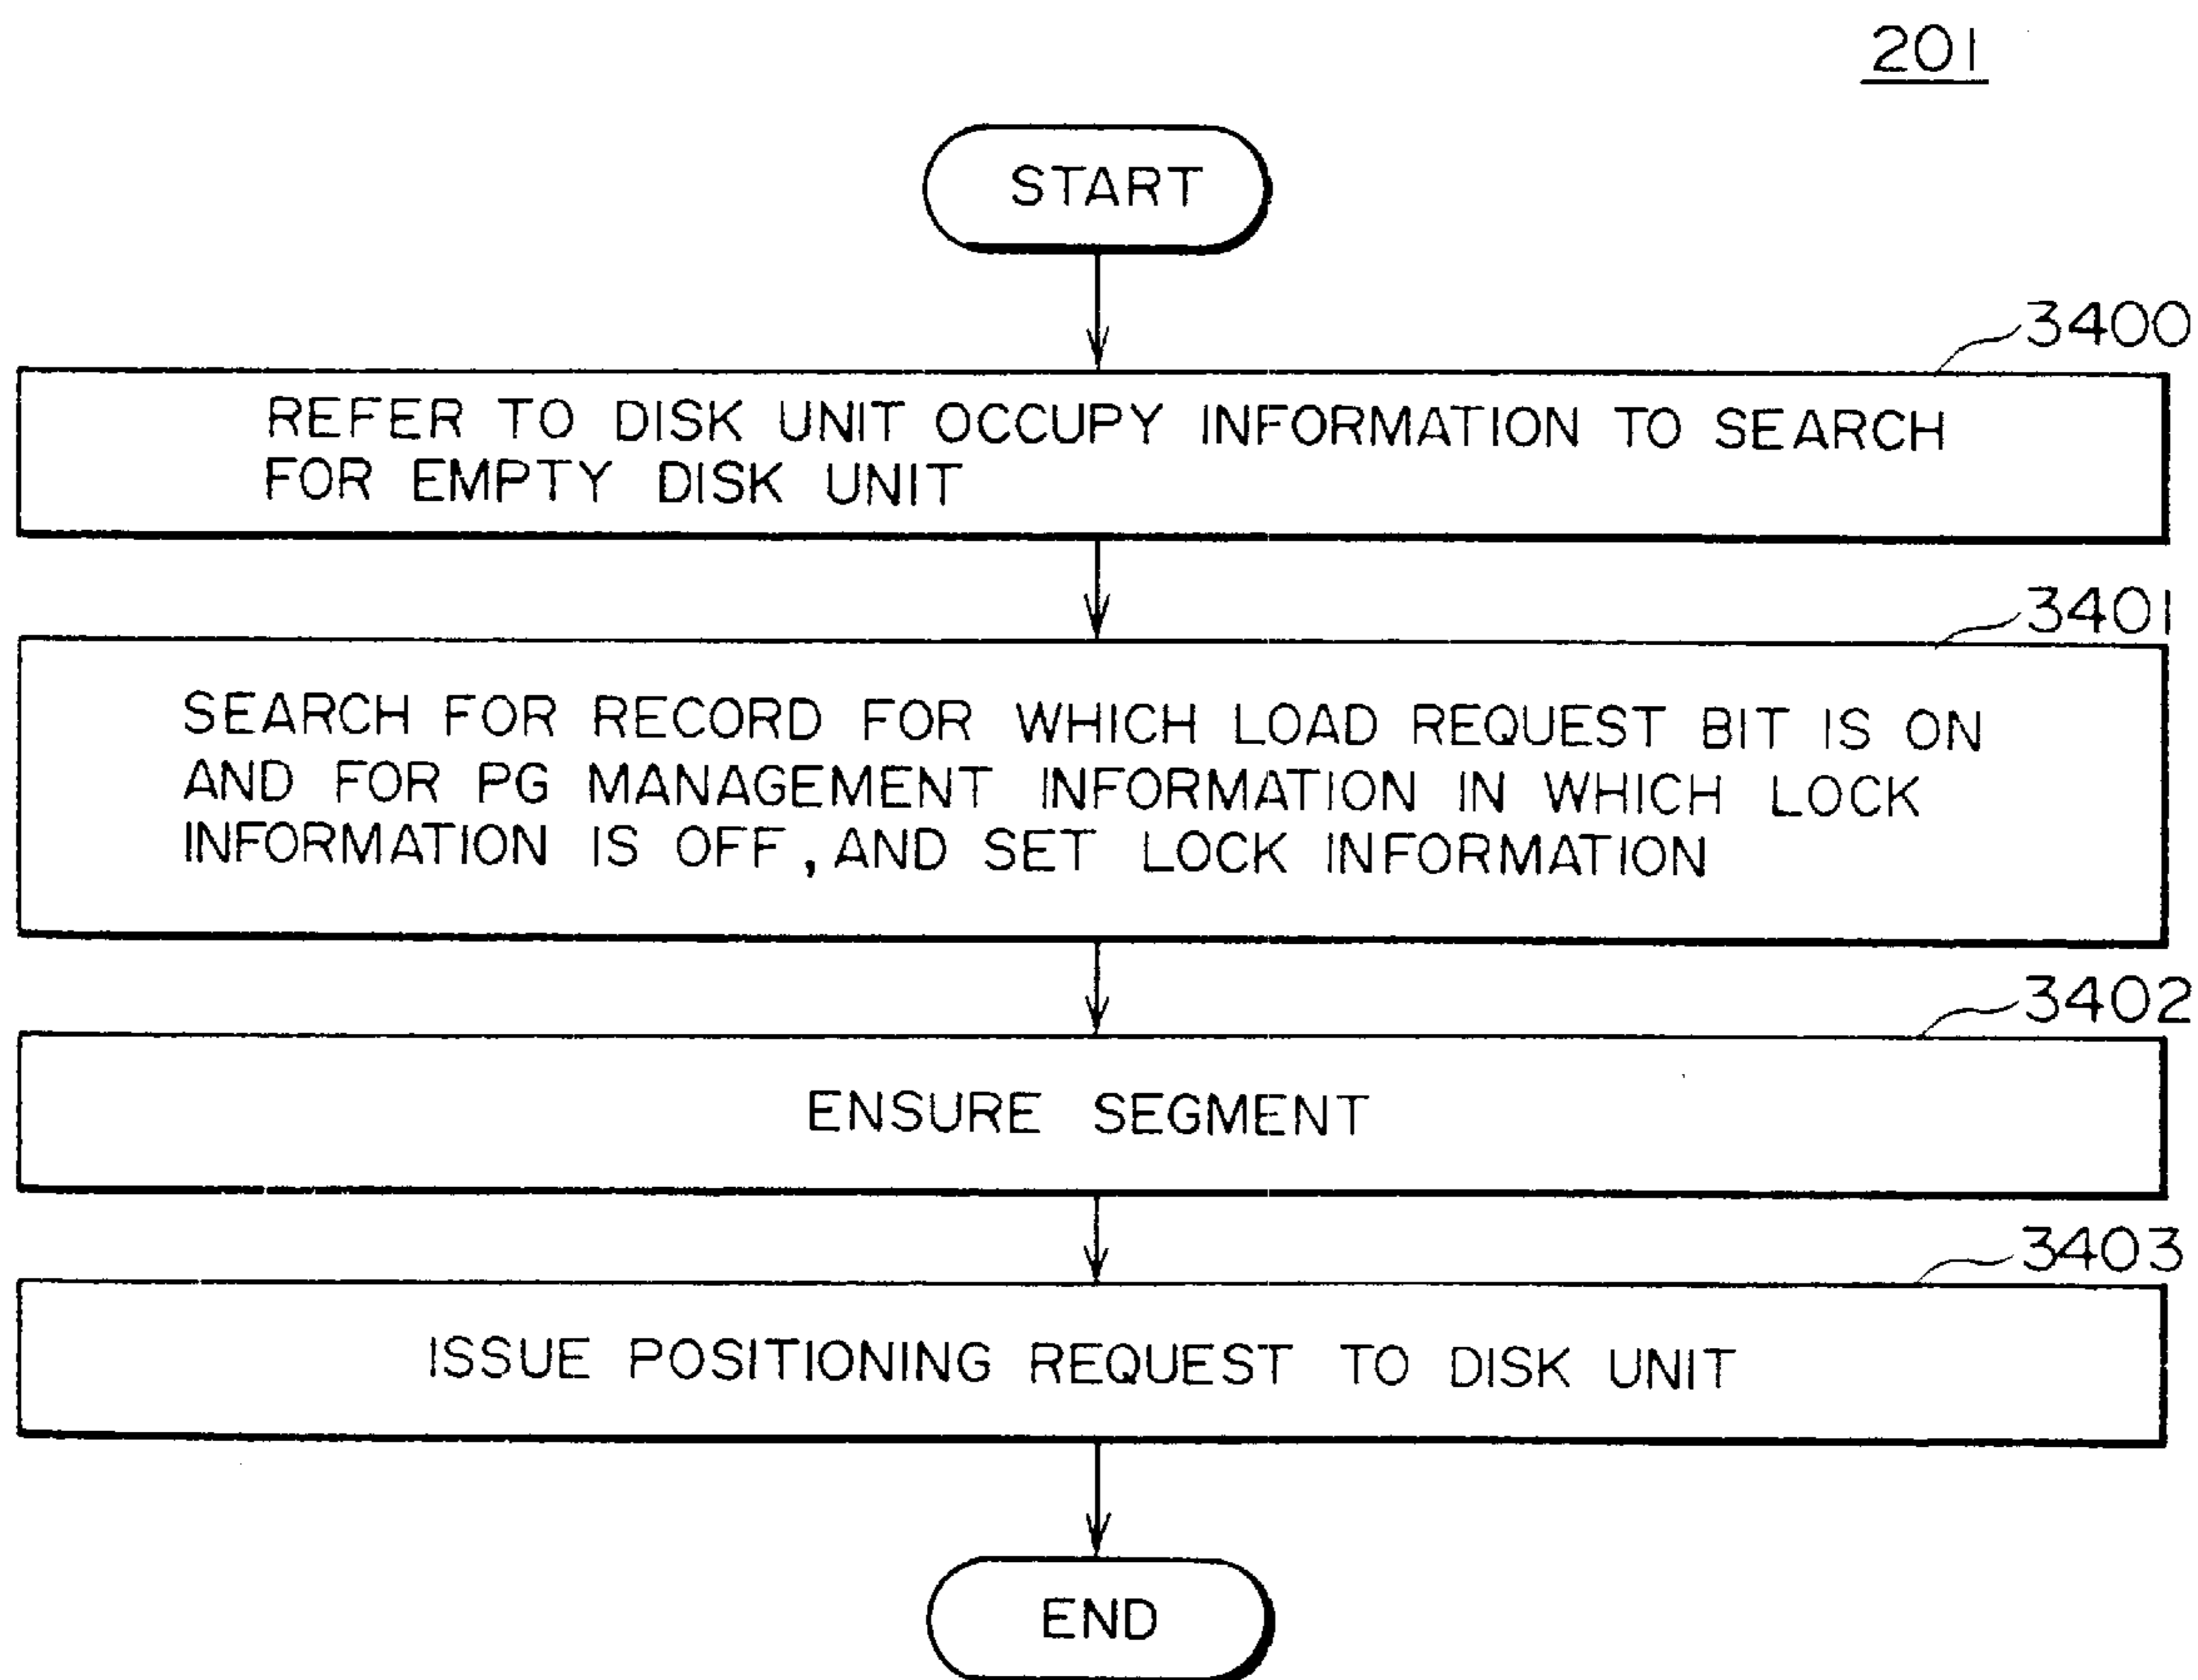 201
START
3400
REFER TO DISK UNIT OCCUPY INFORMATION TO SEARCH
FOR EMPTY DISK UNIT
3401
SEARCH FOR RECORD FOR WHICH LOAD REQUEST BIT IS ON
AND FOR PG MANAGEMENT INFORMATION IN WHICH LOCK
INFORMATION IS OFF, AND SET LOCK INFORMATION
3402
ENSURE SEGMENT
3403
ISSUE POSITIONING REQUEST TO DISK UNIT
END